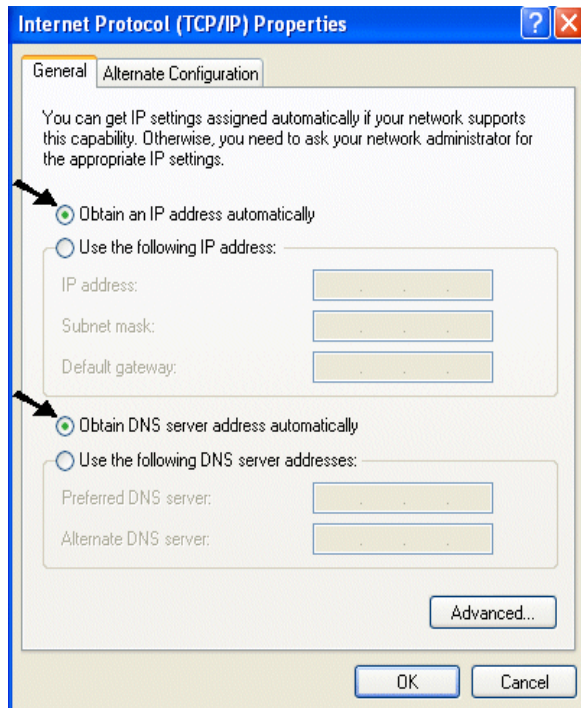 Internet Protocol (TCP/IP) Properties
General
Alternate Configuration
You can get IP settings assigned automatically if your network supports
this capability. Otherwise, you need to ask your network administrator for
the appropriate IP settings.
Obtain an IP address automatically
Use the following IP address:
IP address:
Subnet mask:
Default gateway:
Obtain DNS server address automatically
Use the following DNS server addresses:
Preferred DNS server:
Alternate DNS server:
Advanced...
OK
Cancel